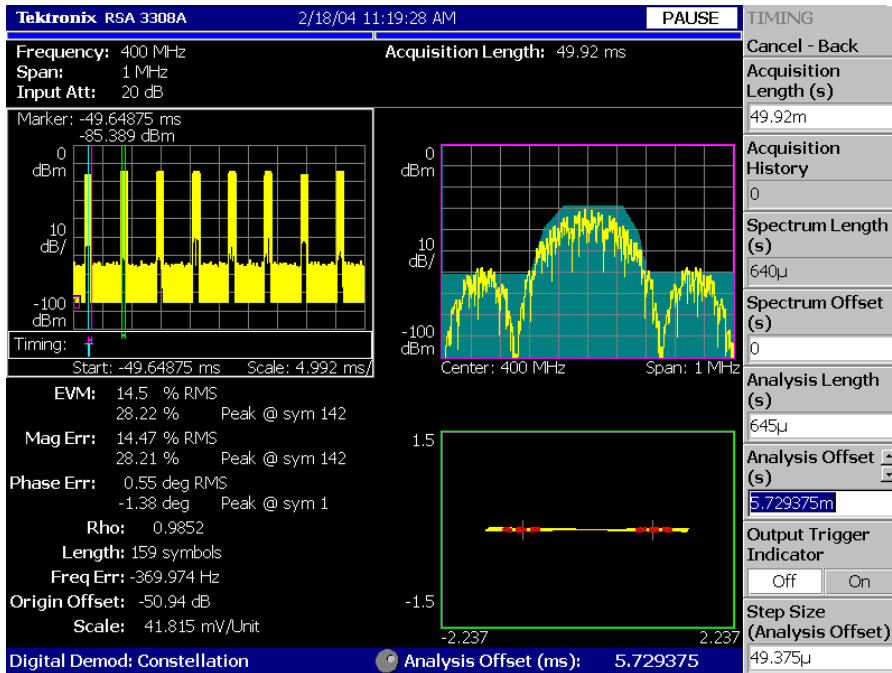 Tektronix RSA 3308A 2/18/04 11:19:28 AM PAUSE
Frequency: 400 MHz
Span: 1 MHz
Input Att: 20 dB
Acquisition Length: 49.92 ms
Marker: -49.64875 ms
-85.389 dBm
0
dBm
10
dB/
-100
dBm
Timing:
T
Start: -49.64875 ms Scale: 4.992 ms/
0
dBm
10
dB/
-100
dBm
Center: 400 MHz Span: 1 MHz
EVM: 14.5 % RMS
28.22 % Peak @ sym 142
Mag Err: 14.47 % RMS
28.21 % Peak @ sym 142
Phase Err: 0.55 deg RMS
-1.38 deg Peak @ sym 1
Rho: 0.9852
Length: 159 symbols
Freq Err: -369.974 Hz
Origin Offset: -50.94 dB
Scale: 41.815 mV/Unit
1.5
-1.5
-2.237 2.237
Digital Demod: Constellation Analysis Offset (ms): 5.729375
TIMING
Cancel - Back
Acquisition
Length (s)
49.92m
Acquisition
History
0
Spectrum Length
(s)
640µ
Spectrum Offset
(s)
0
Analysis Length
(s)
645µ
Analysis Offset
(s)
5.729375m
Output Trigger
Indicator
Off On
Step Size
(Analysis Offset)
49.375µ